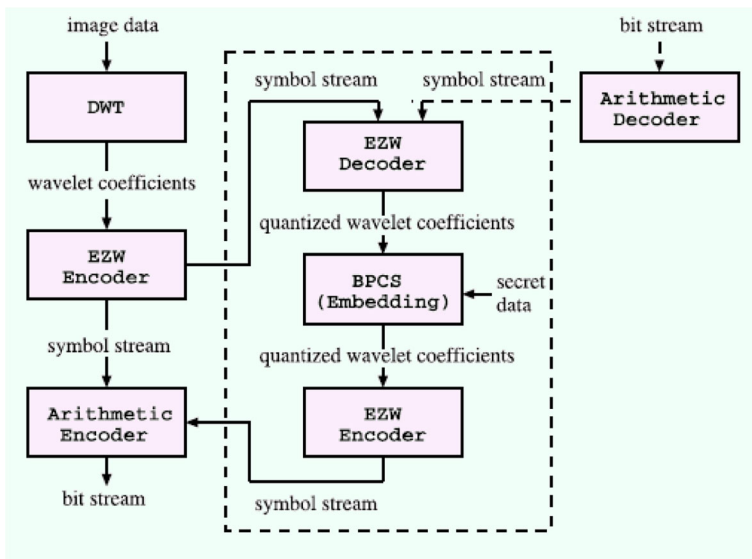 image data
DWT
wavelet coefficients
EZW
Encoder
symbol stream
Arithmetic
Encoder
bit stream
symbol stream
symbol stream
EZW
Decoder
quantized wavelet coefficients
BPCS
(Embedding)
secret
data
quantized wavelet coefficients
EZW
Encoder
symbol stream
bit stream
Arithmetic
Decoder